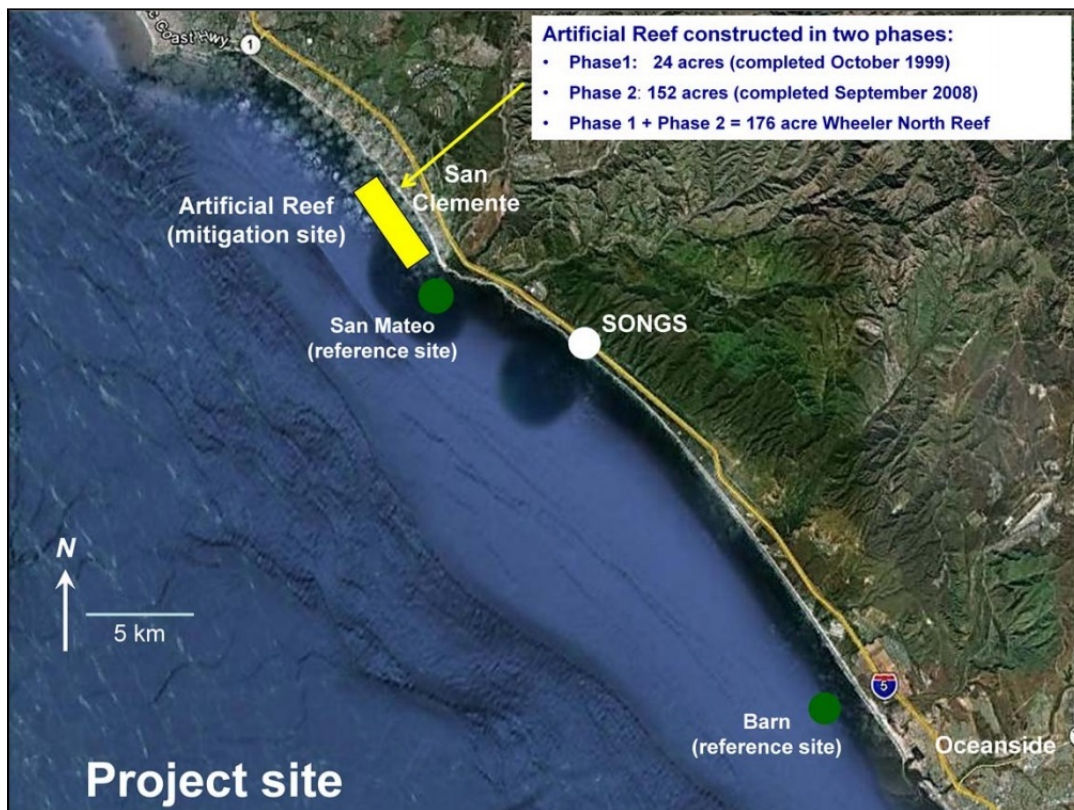 Artificial Reef constructed in two phases:
• Phase1: 24 acres (completed October 1999)
• Phase 2: 152 acres (completed September 2008)
• Phase 1 + Phase 2 = 176 acre Wheeler North Reef
Coast Hwy
1
San
Clemente
Artificial Reef
(mitigation site)
San Mateo
(reference site)
SONGS
N
5 km
5
Barn
(reference site)
Oceanside
Project site